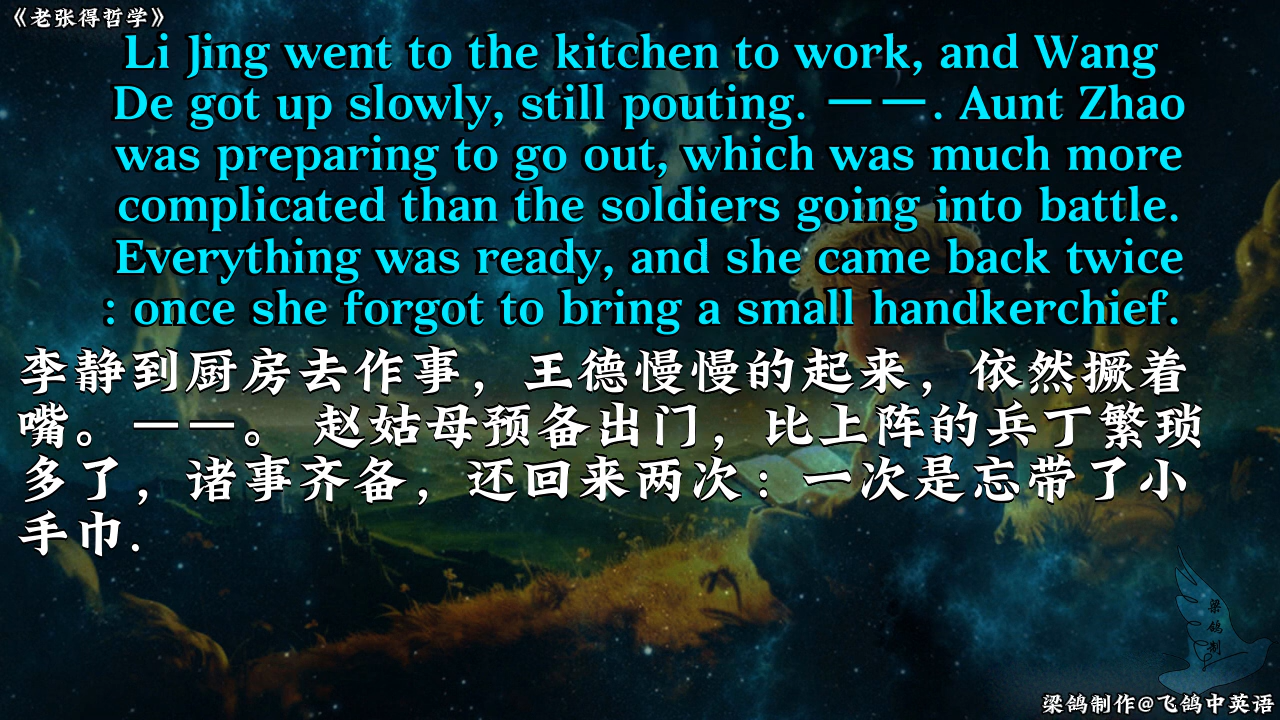 《老张得哲学》
Li Jing went to the kitchen to work, and Wang
De got up slowly, still pouting. ——. Aunt Zhao
was preparing to go out, which was much more
complicated than the soldiers going into battle.
Everything was ready, and she came back twice
: once she forgot to bring a small handkerchief.
李静到厨房去作事，王德慢慢的起来，依然撅着
嘴。——。 赵姑母预备出门，比上阵的兵丁繁琐
多了，诸事齐备，还回来两次：一次是忘带了小
手巾.
梁鸽制
梁鸽制作@飞鸽中英语